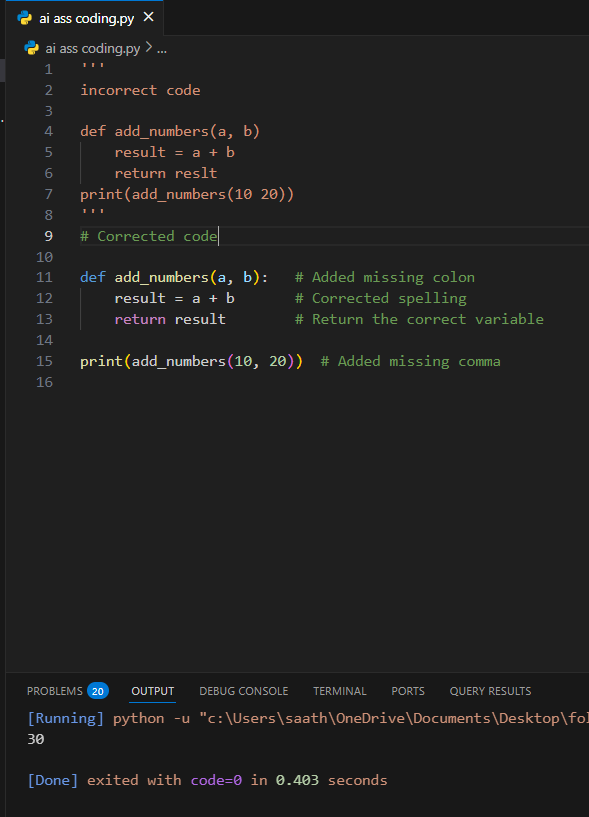 ai ass coding.py ×
ai ass coding.py > ...
1 '''
2 incorrect code
3
4 def add_numbers(a, b)
5     result = a + b
6     return reslt
7 print(add_numbers(10 20))
8 '''
9 # Corrected code
10
11 def add_numbers(a, b):   # Added missing colon
12     result = a + b       # Corrected spelling
13     return result        # Return the correct variable
14
15 print(add_numbers(10, 20))  # Added missing comma
16
PROBLEMS 20 OUTPUT DEBUG CONSOLE TERMINAL PORTS QUERY RESULTS
[Running] python -u "c:\Users\saath\OneDrive\Documents\Desktop\fol
30
[Done] exited with code=0 in 0.403 seconds